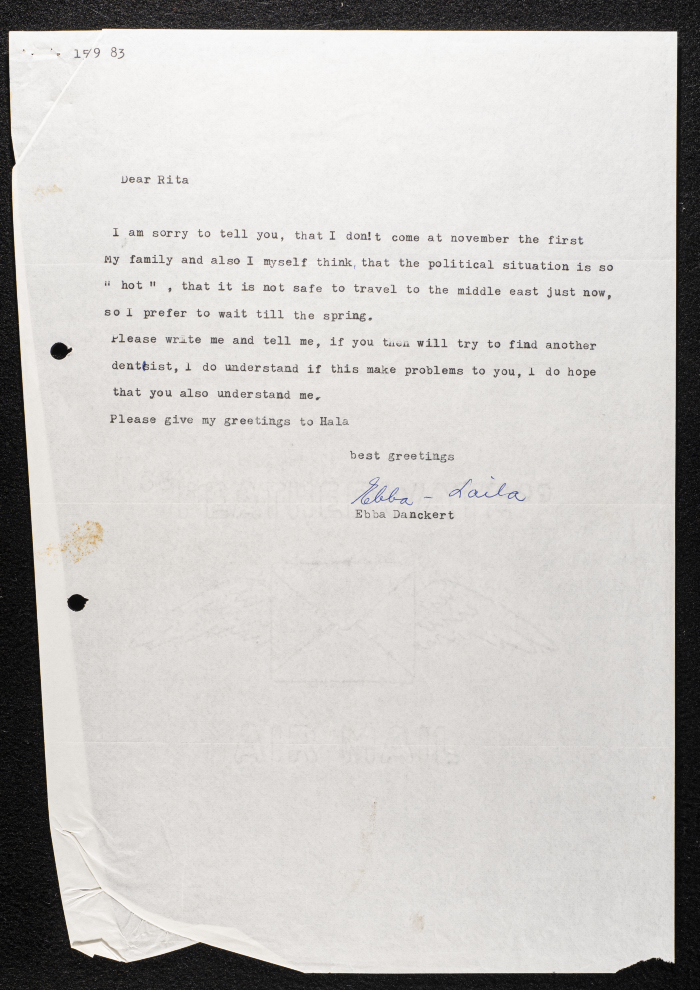 15/9 83
Dear Rita
I am sorry to tell you, that I don!t come at november the first
My family and also I myself think, that the political situation is so
" hot " , that it is not safe to travel to the middle east just now,
so I prefer to wait till the spring.
Please write me and tell me, if you then will try to find another
dentsist, I do understand if this make problems to you, I do hope
that you also understand me.
Please give my greetings to Hala
best greetings
Ebba - Laila
Ebba Danckert